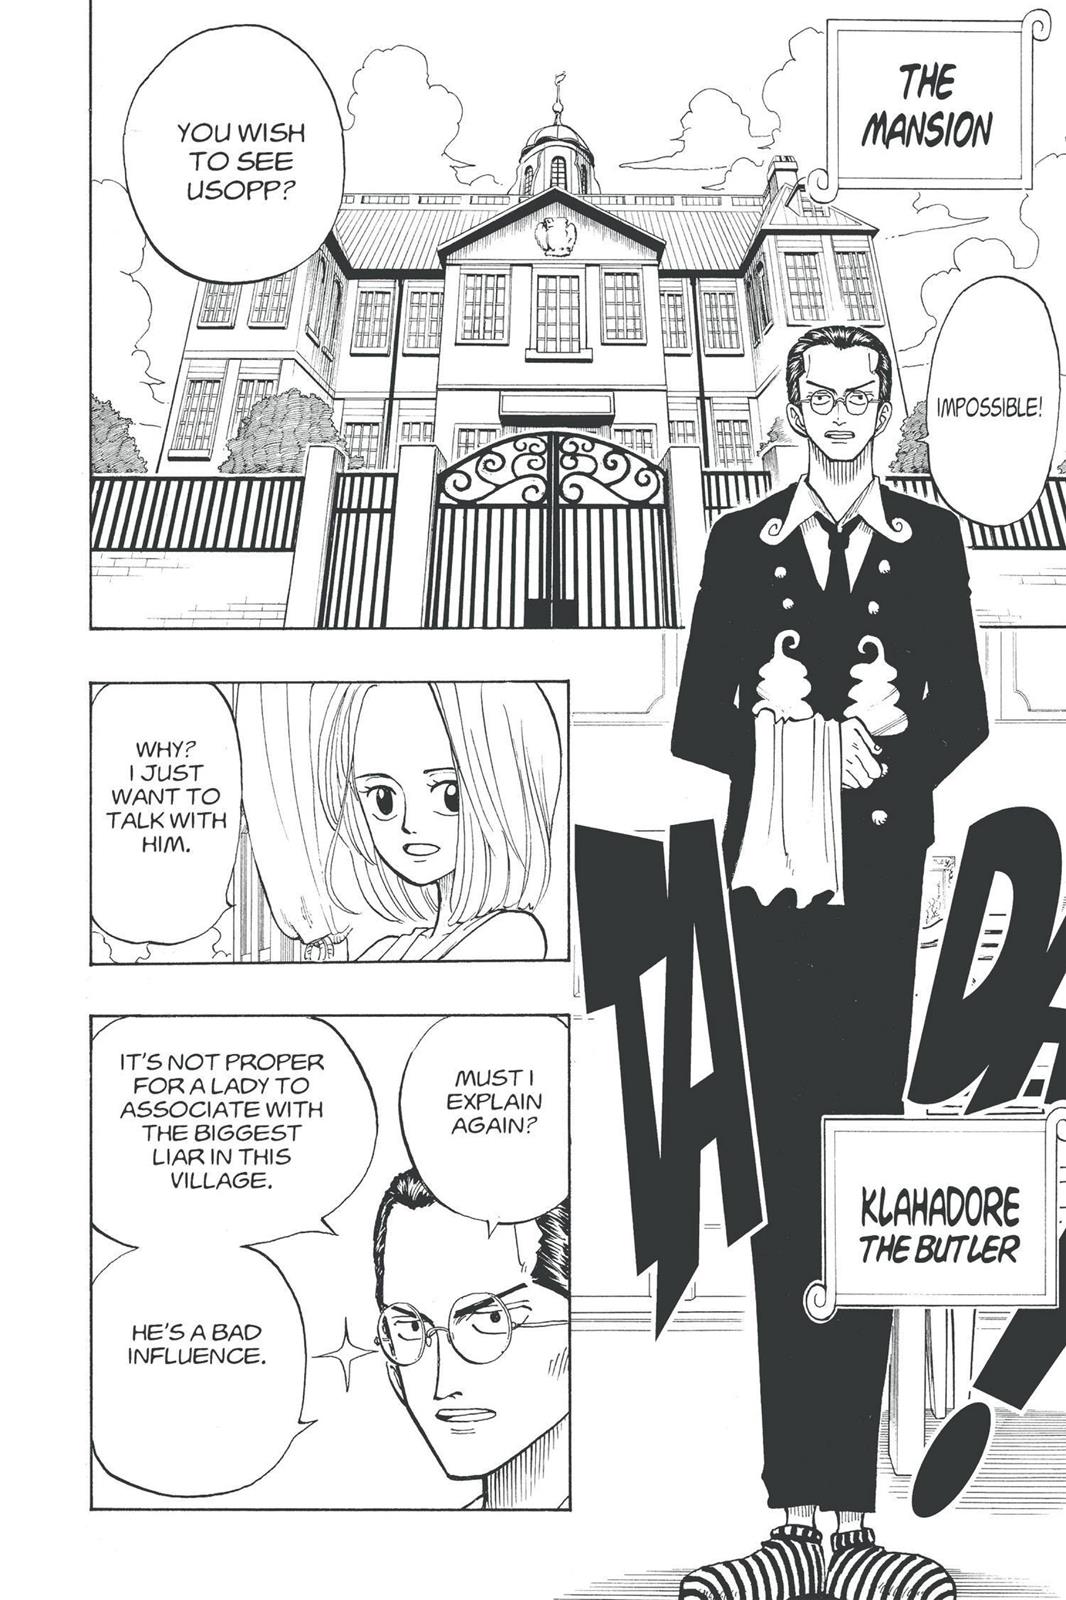 YOU WISH
TO SEE
USOPP?
THE
MANSION
IMPOSSIBLE!
WHY?
I JUST
WANT TO
TALK WITH
HIM.
TA DA!
KLAHADORE
THE BUTLER
MUST I
EXPLAIN
AGAIN?
IT'S NOT PROPER
FOR A LADY TO
ASSOCIATE WITH
THE BIGGEST
LIAR IN THIS
VILLAGE.
HE'S A BAD
INFLUENCE.